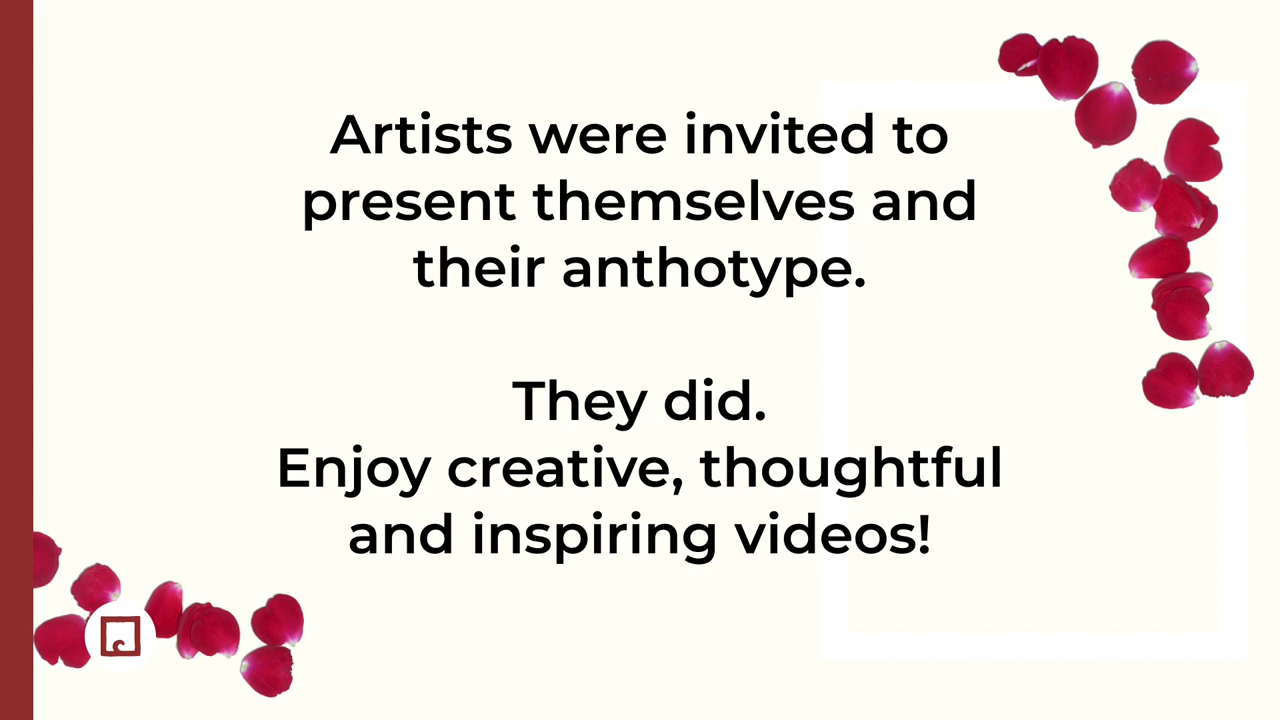 Artists were invited to
present themselves and
their anthotype.
They did.
Enjoy creative, thoughtful
and inspiring videos!